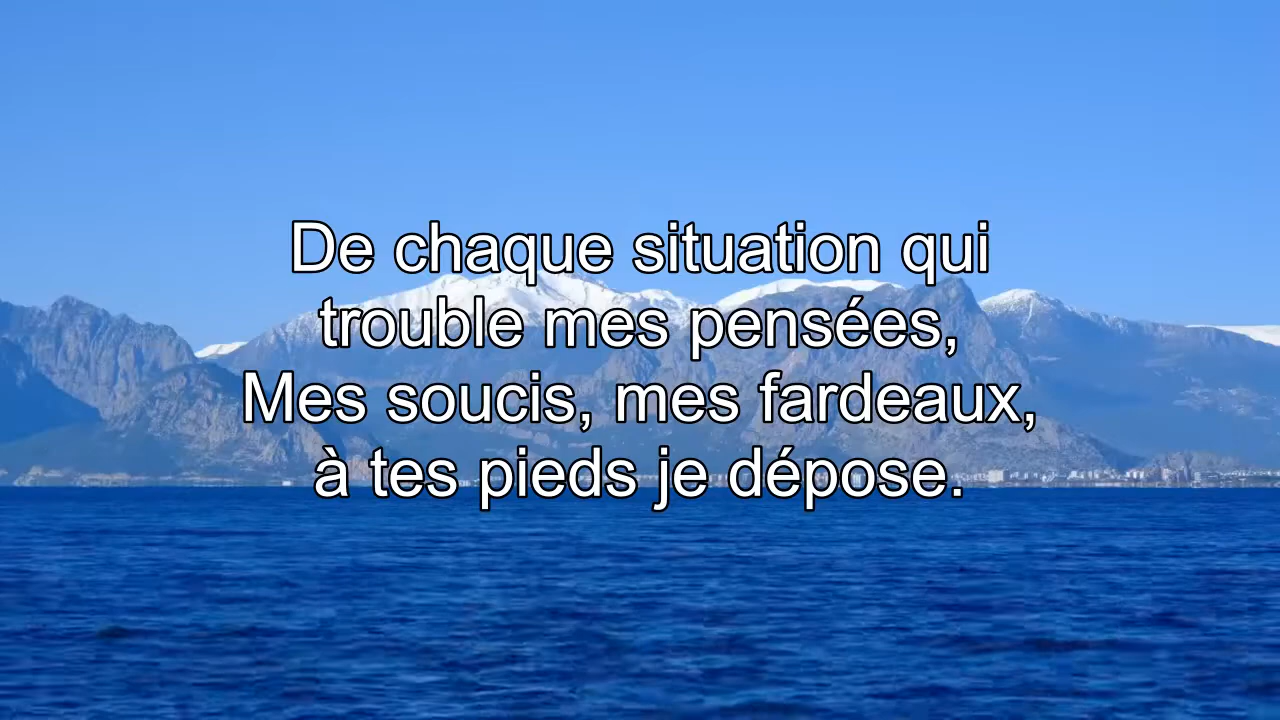 De chaque situation qui
trouble mes pensées,
Mes soucis, mes fardeaux,
à tes pieds je dépose.